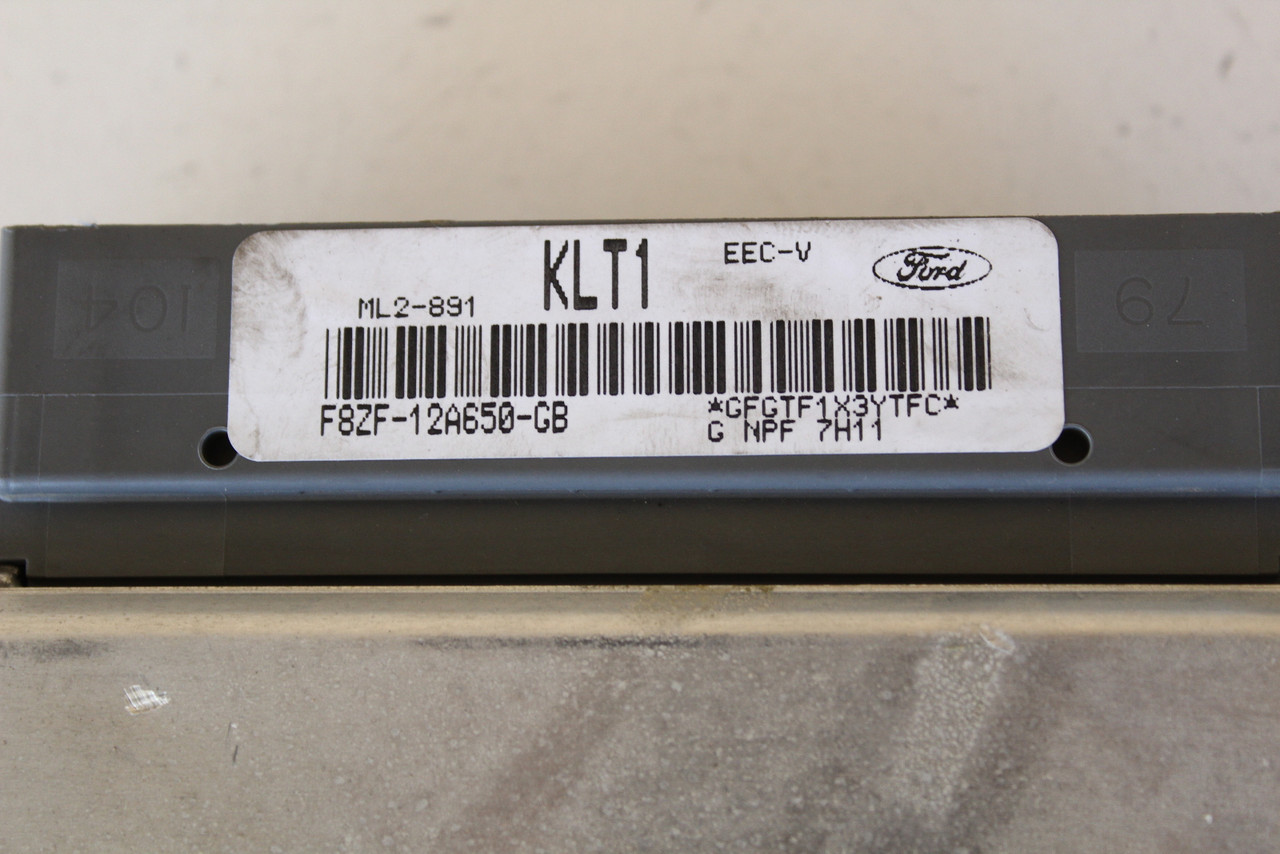 KLT1
EEC-V
Ford
ML2-891
F8ZF-12A650-GB
*GFGTF1X3YTFC*
G NPF 7H11
104
79